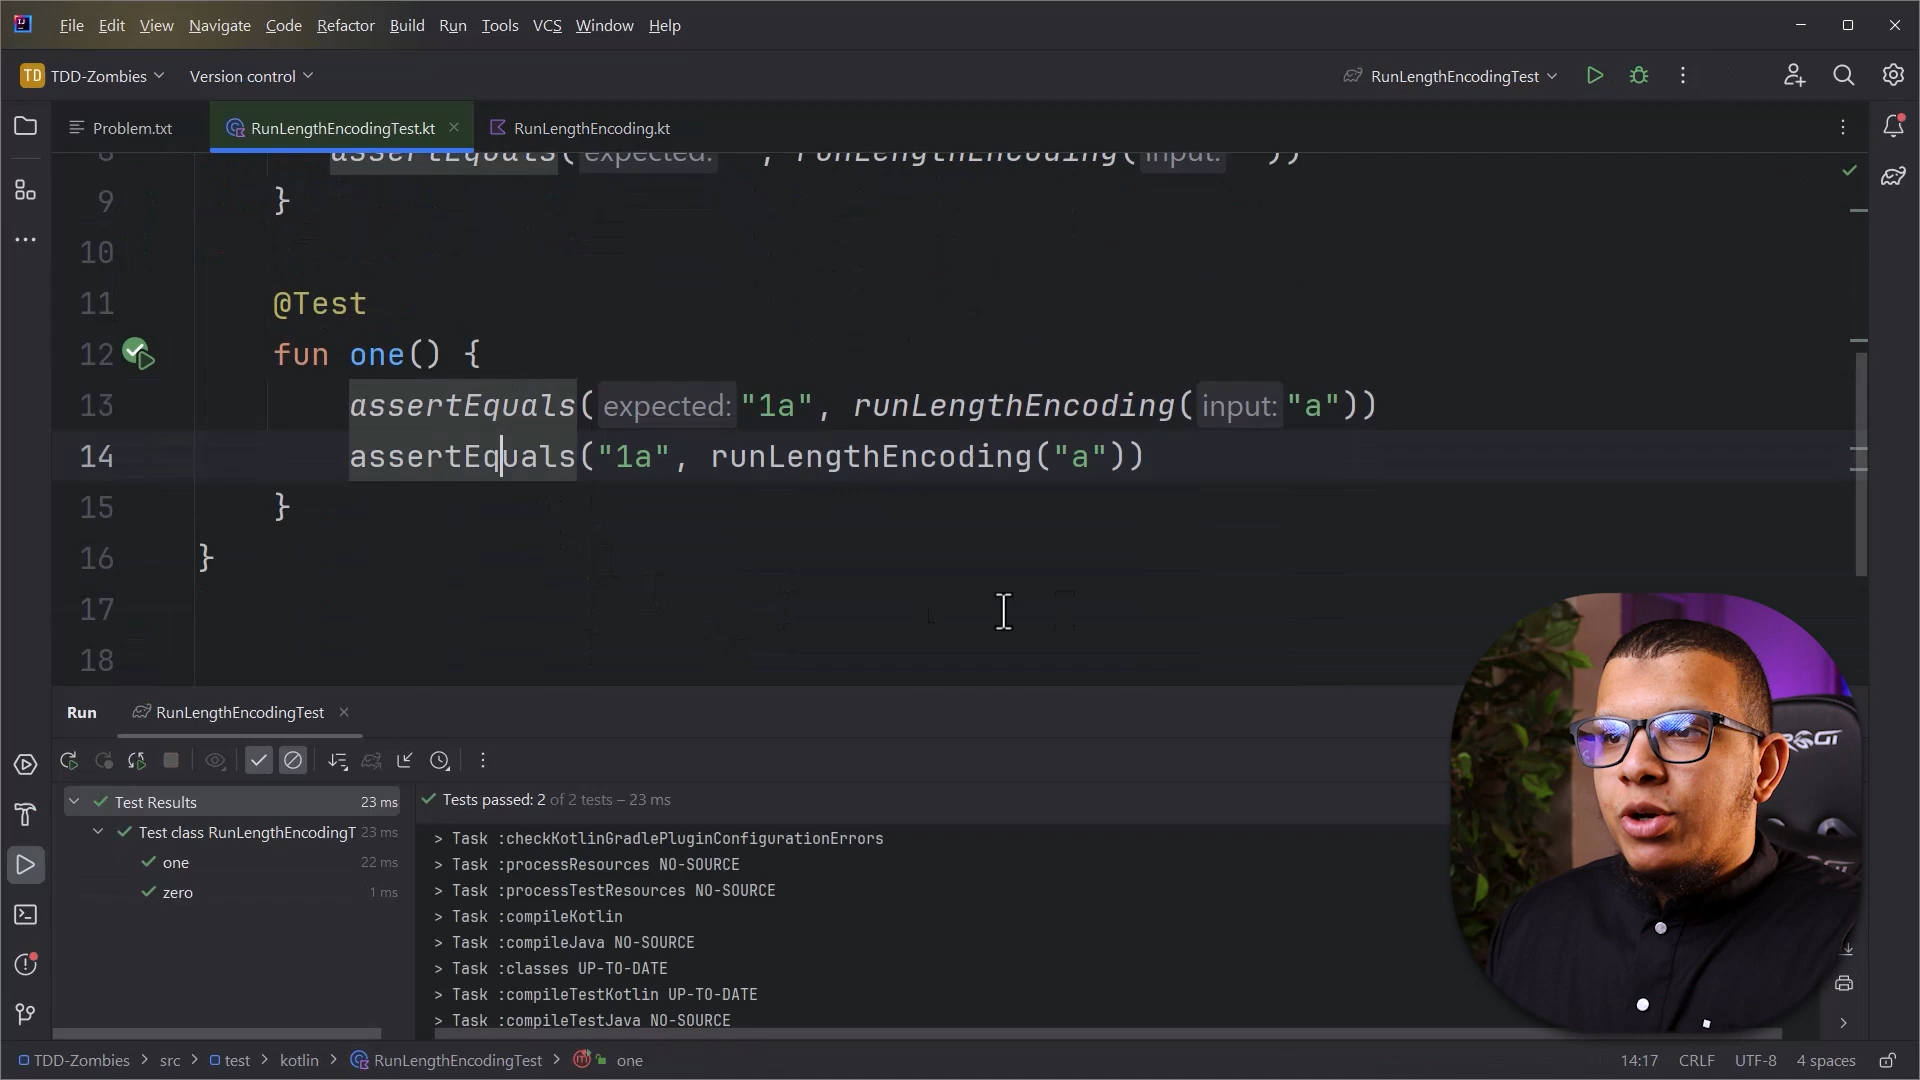 File Edit View Navigate Code Refactor Build Run Tools VCS Window Help
TD TDD-Zombies Version control RunLengthEncodingTest
Problem.txt RunLengthEncodingTest.kt RunLengthEncoding.kt
8 assertEquals(expected: "", runLengthEncoding(input: ""))
9 }
10
11 @Test
12 fun one() {
13 assertEquals(expected: "1a", runLengthEncoding(input: "a"))
14 assertEquals("1a", runLengthEncoding("a"))
15 }
16 }
17
18
Run RunLengthEncodingTest
Test Results 23 ms
Tests passed: 2 of 2 tests – 23 ms
Test class RunLengthEncodingT 23 ms
one 22 ms
zero 1 ms
> Task :checkKotlinGradlePluginConfigurationErrors
> Task :processResources NO-SOURCE
> Task :processTestResources NO-SOURCE
> Task :compileKotlin
> Task :compileJava NO-SOURCE
> Task :classes UP-TO-DATE
> Task :compileTestKotlin UP-TO-DATE
> Task :compileTestJava NO-SOURCE
TDD-Zombies > src > test > kotlin > RunLengthEncodingTest > one
14:17 CRLF UTF-8 4 spaces